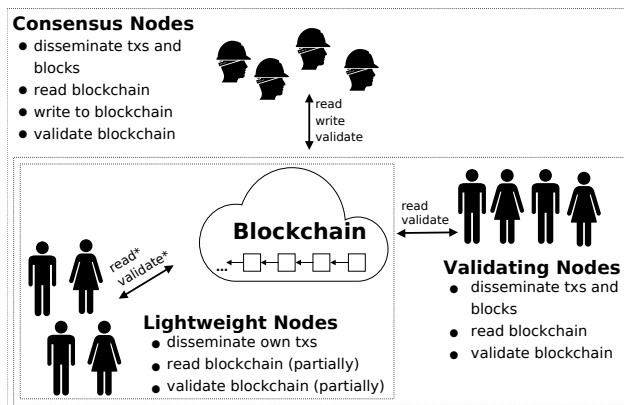 Consensus Nodes
• disseminate txs and
blocks
• read blockchain
• write to blockchain
• validate blockchain
read
write
validate
Blockchain
...
read
validate
read*
validate*
Validating Nodes
• disseminate txs and
blocks
• read blockchain
• validate blockchain
Lightweight Nodes
• disseminate own txs
• read blockchain (partially)
• validate blockchain (partially)